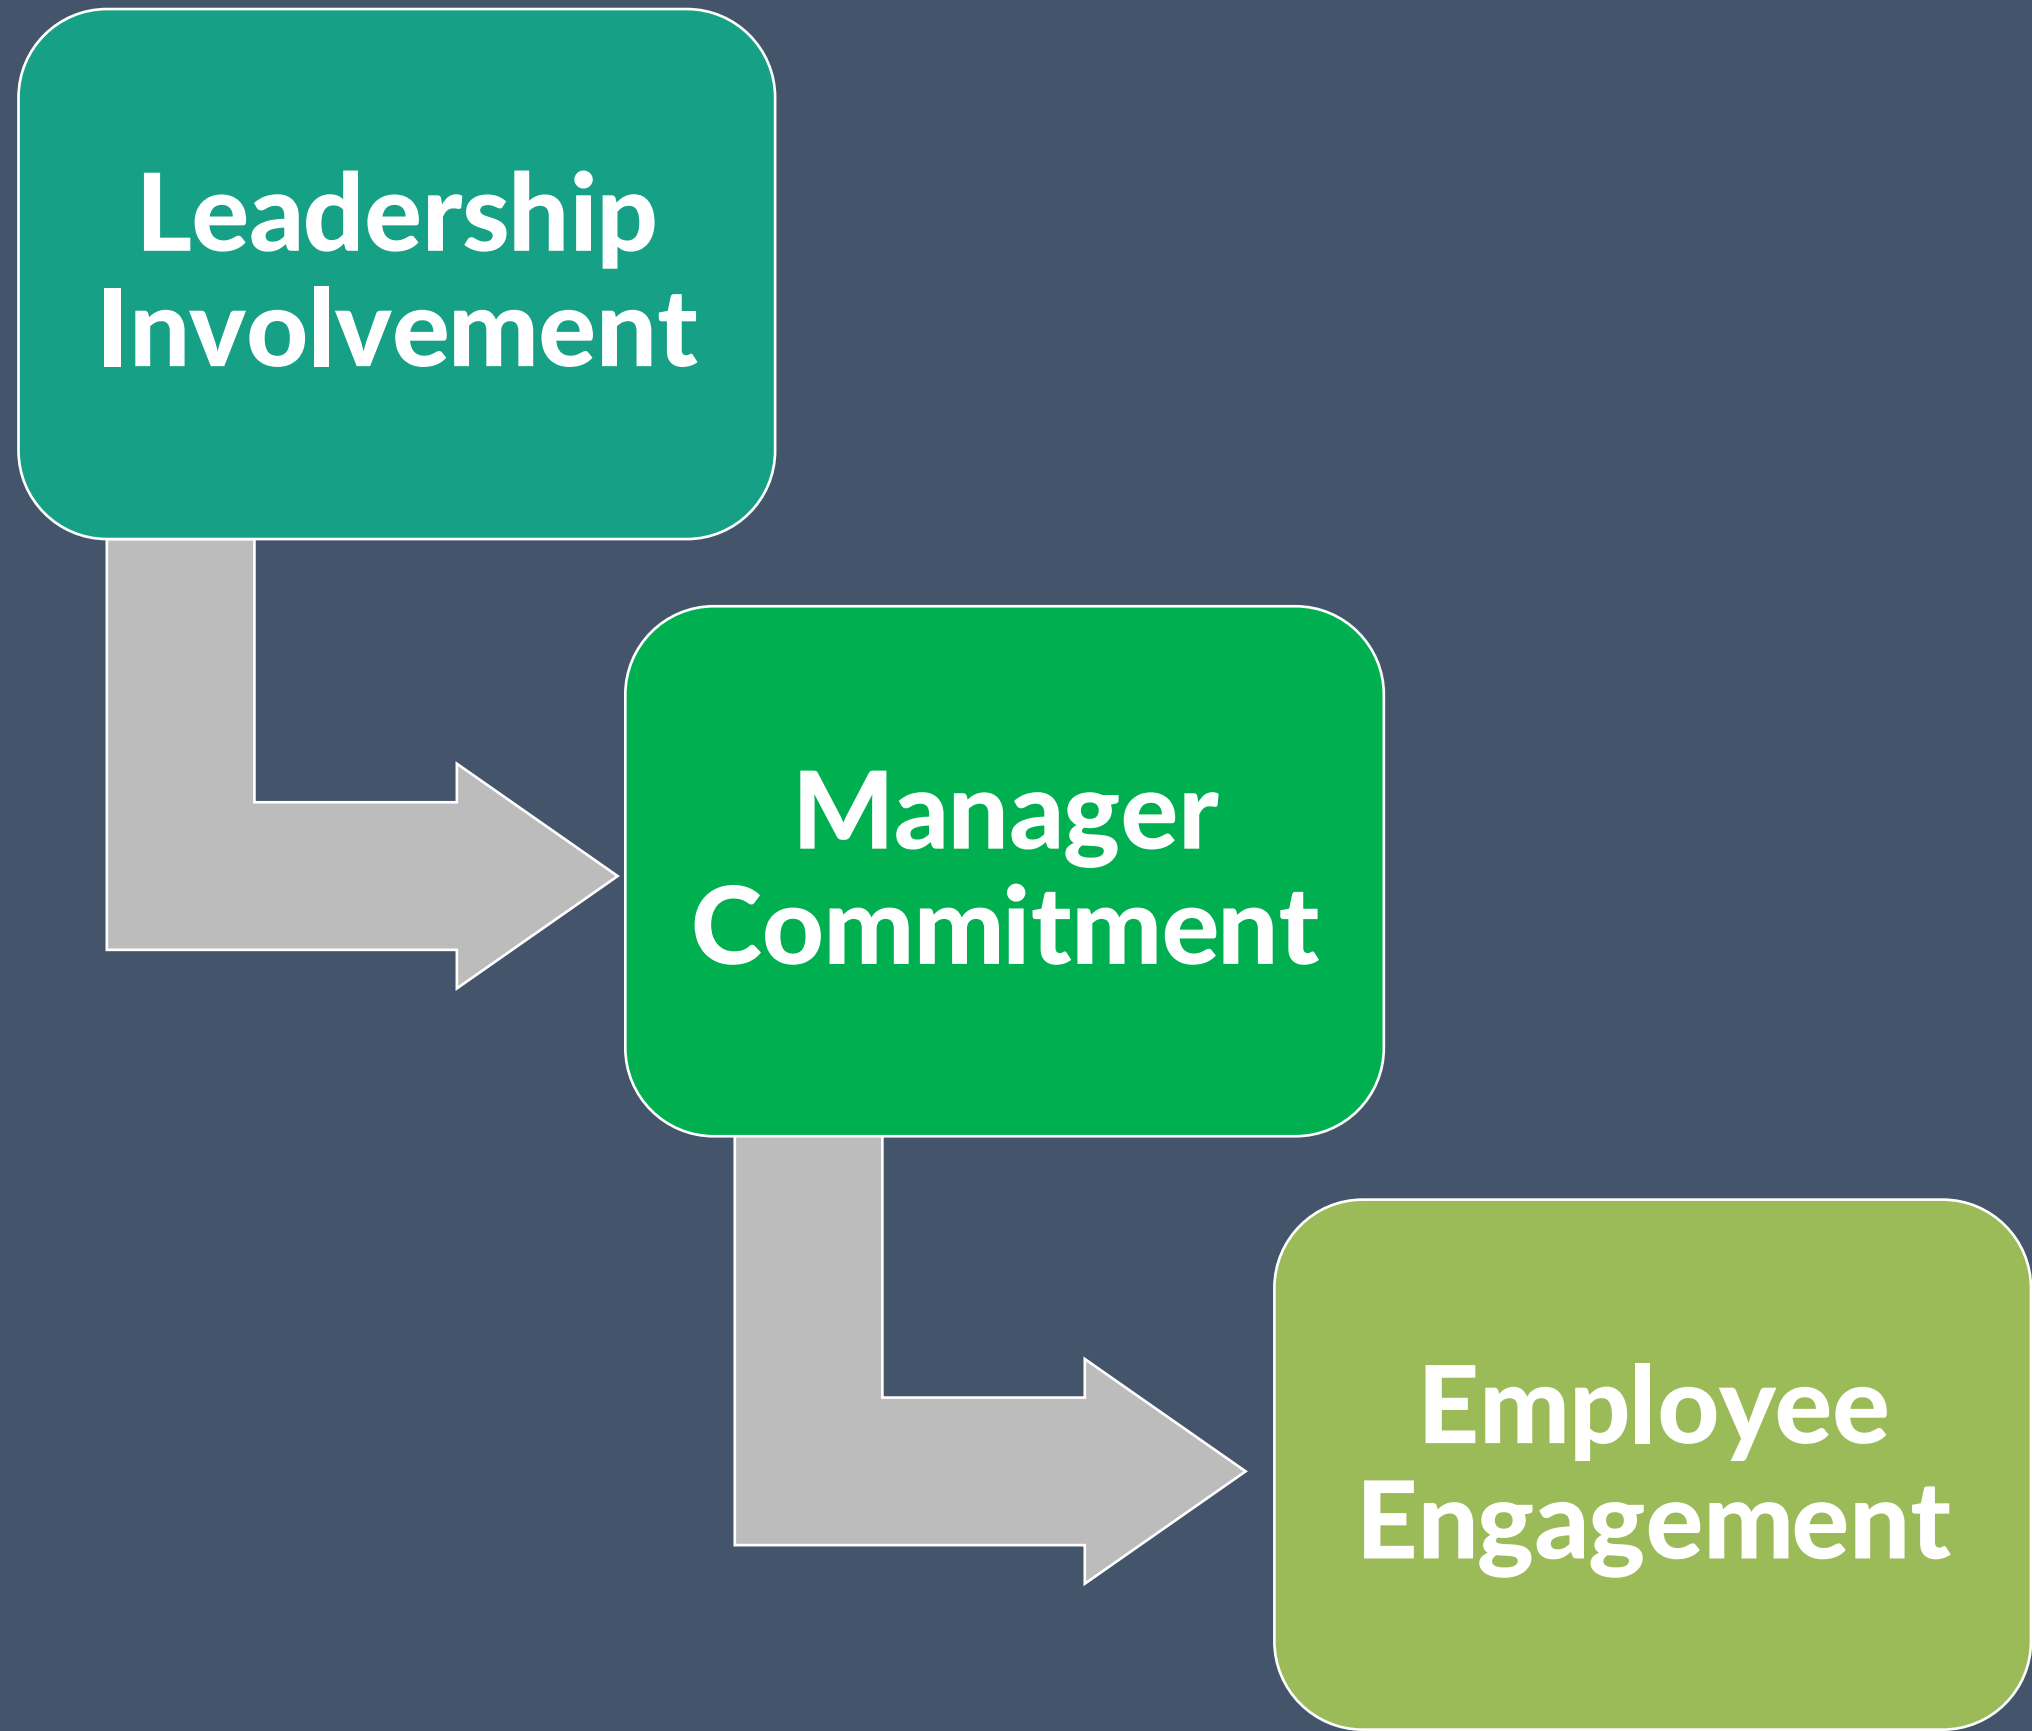 Leadership
Involvement
Manager
Commitment
Employee
Engagement